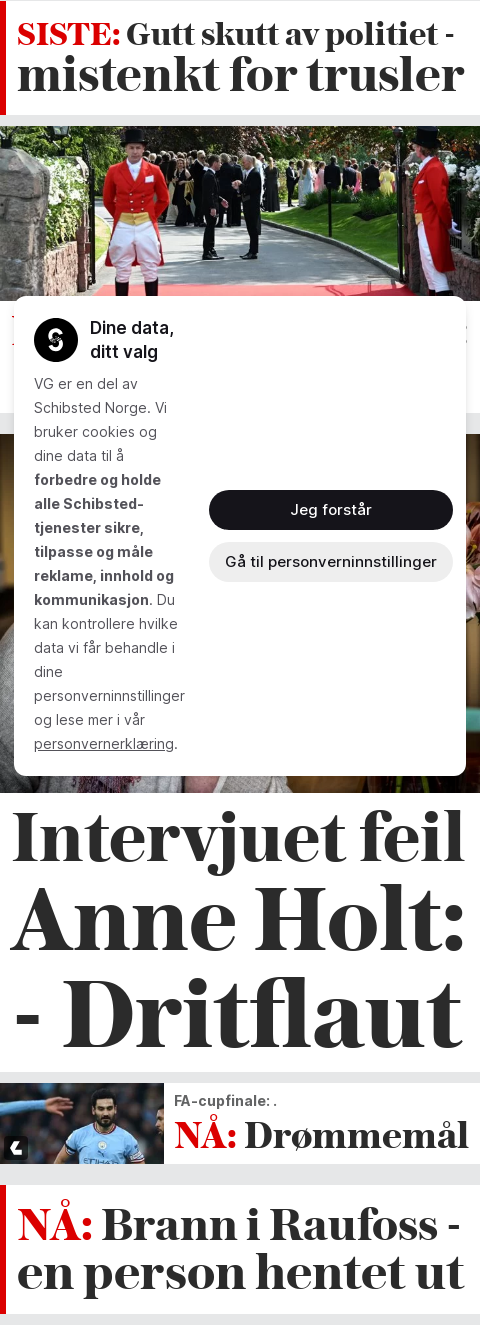 SISTE: Gutt skutt av politiet -
mistenkt for trusler
Dine data,
ditt valg
VG er en del av
Schibsted Norge. Vi
bruker cookies og
dine data til å
forbedre og holde
alle Schibsted-
tjenester sikre,
tilpasse og måle
reklame, innhold og
kommunikasjon. Du
kan kontrollere hvilke
data vi får behandle i
dine
personverninnstillinger
og lese mer i vår
personvernerklæring.
Jeg forstår
Gå til personverninnstillinger
Intervjuet feil
Anne Holt:
- Dritflaut
FA-cupfinale: .
NÅ: Drømmemål
NÅ: Brann i Raufoss -
en person hentet ut